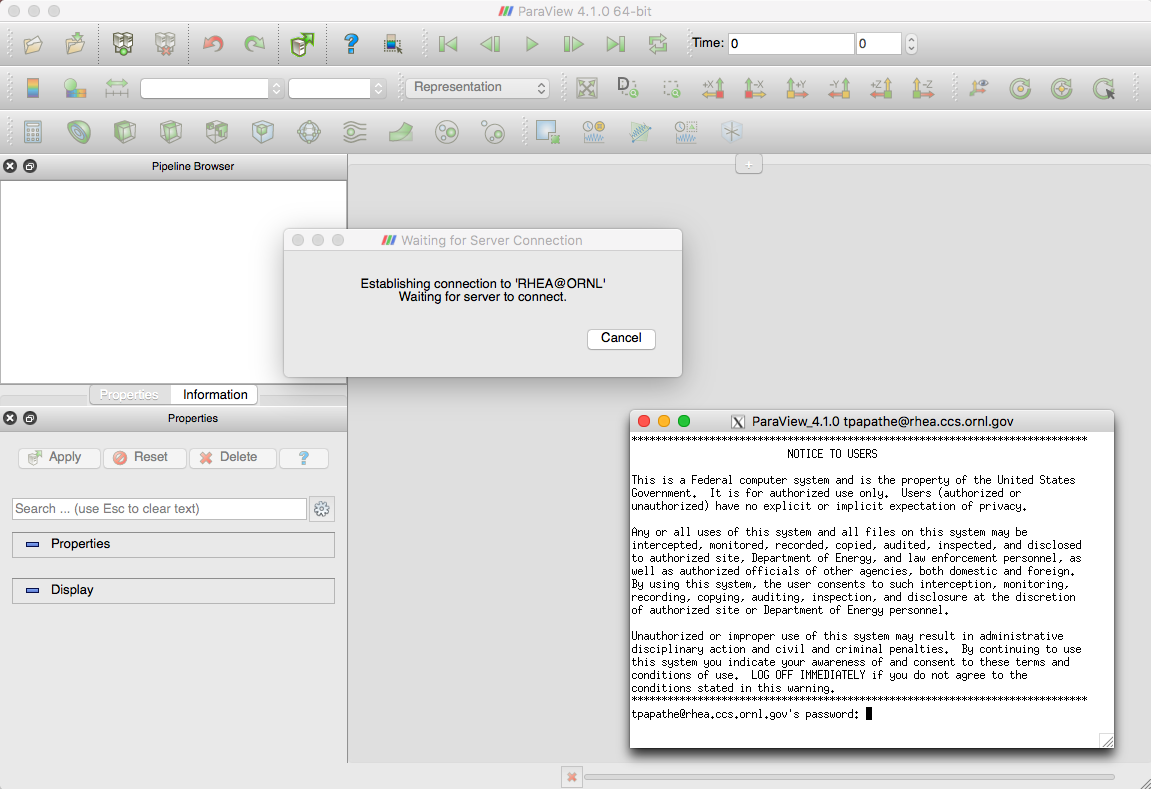 ParaView 4.1.0 64-bit
?
Time: 0
0
D
Representation
+X
-X
+Y
-Y
+Z
-Z
Pipeline Browser
+
Waiting for Server Connection
Establishing connection to 'RHEA@ORNL'
Waiting for server to connect.
Cancel
Properties
Information
Properties
Apply
Reset
Delete
?
Search ... (use Esc to clear text)
Properties
Display
X ParaView_4.1.0 tpapathe@rhea.ccs.ornl.gov
****************************************************************************
NOTICE TO USERS
This is a Federal computer system and is the property of the United States
Government.  It is for authorized use only.  Users (authorized or
unauthorized) have no explicit or implicit expectation of privacy.
Any or all uses of this system and all files on this system may be
intercepted, monitored, recorded, copied, audited, inspected, and disclosed
to authorized site, Department of Energy, and law enforcement personnel, as
well as authorized officials of other agencies, both domestic and foreign.
By using this system, the user consents to such interception, monitoring,
recording, copying, auditing, inspection, and disclosure at the discretion
of authorized site or Department of Energy personnel.
Unauthorized or improper use of this system may result in administrative
disciplinary action and civil and criminal penalties.  By continuing to use
this system you indicate your awareness of and consent to these terms and
conditions of use.  LOG OFF IMMEDIATELY if you do not agree to the
conditions stated in this warning.
****************************************************************************
tpapathe@rhea.ccs.ornl.gov's password: